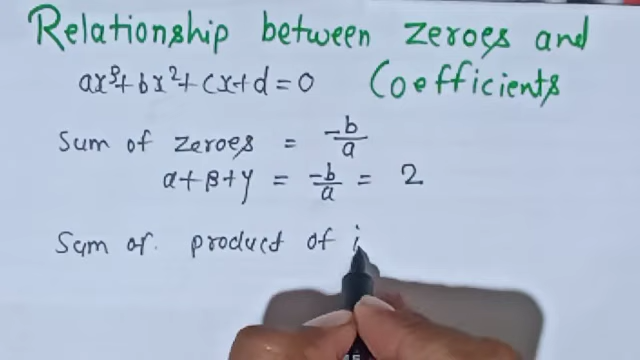 Relationship between zeroes and
Coefficients
ax³+bx²+cx+d=0
Sum of zeroes = -b/a
α+β+γ = -b/a = 2
Sum of. product of i